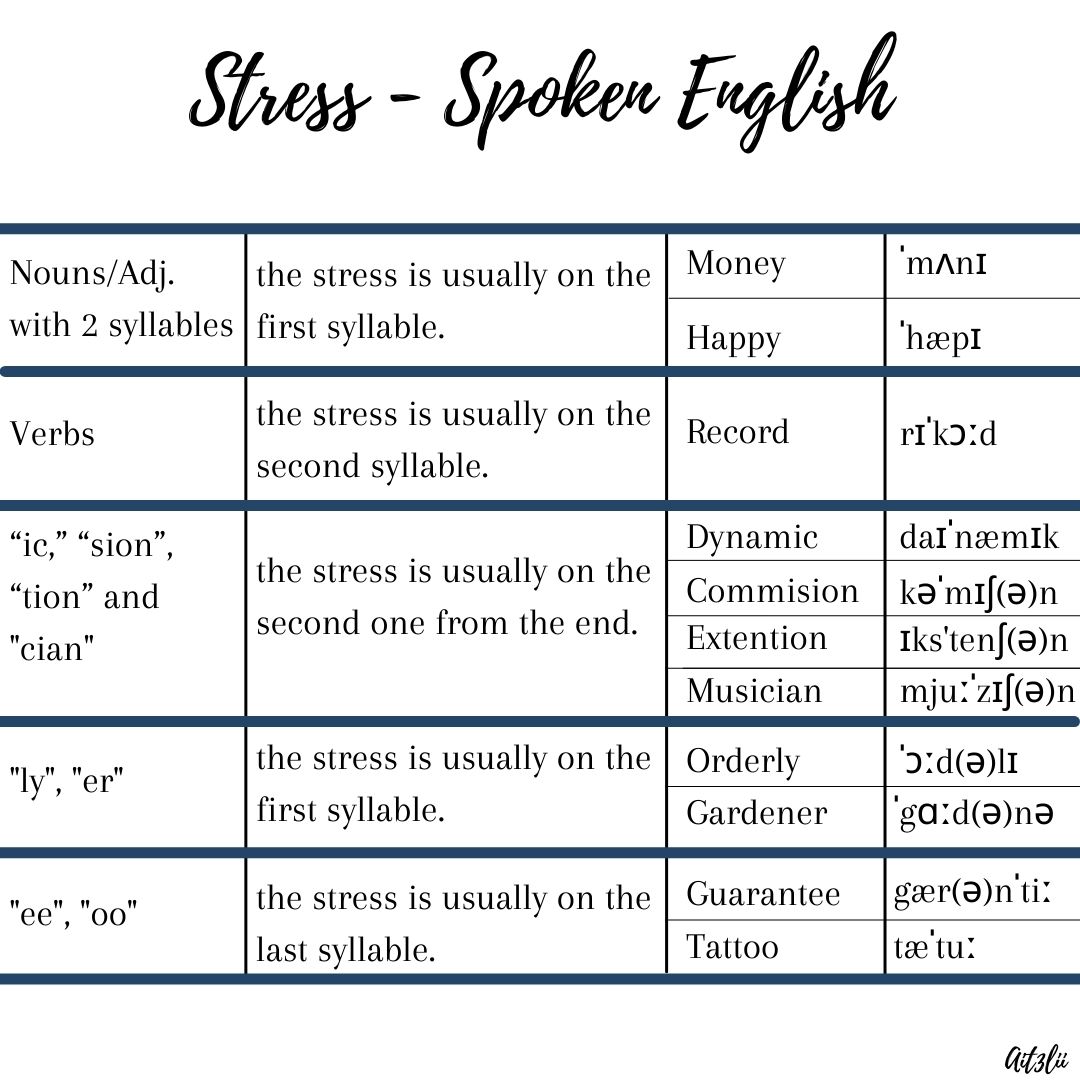 Stress - Spoken English
Nouns/Adj.
with 2 syllables
the stress is usually on the
first syllable.
Money
ˈmʌnɪ
Happy
ˈhæpɪ
Verbs
the stress is usually on the
second syllable.
Record
rɪˈkɔːd
“ic,” “sion”,
“tion” and
"cian"
the stress is usually on the
second one from the end.
Dynamic
daɪˈnæmɪk
Commision
kəˈmɪʃ(ə)n
Extention
ɪks'tenʃ(ə)n
Musician
mjuːˈzɪʃ(ə)n
"ly", "er"
the stress is usually on the
first syllable.
Orderly
ˈɔːd(ə)lɪ
Gardener
ˈgɑːd(ə)nə
"ee", "oo"
the stress is usually on the
last syllable.
Guarantee
gær(ə)nˈtiː
Tattoo
tæˈtuː
Aitzlii